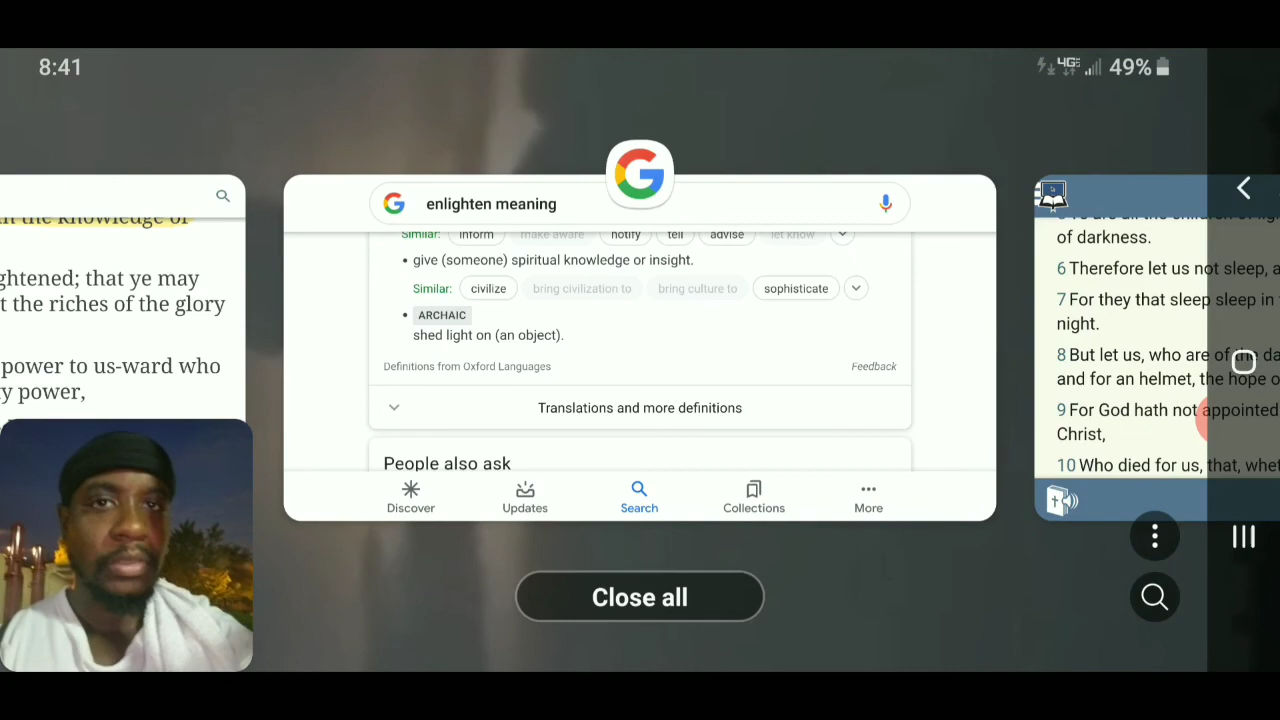 8:41
4G
49%
in the knowledge of
ghtened; that ye may
t the riches of the glory
power to us-ward who
y power,
enlighten meaning
Similar: inform make aware notify tell advise let know
• give (someone) spiritual knowledge or insight.
Similar: civilize bring civilization to bring culture to sophisticate
• ARCHAIC
shed light on (an object).
Definitions from Oxford Languages Feedback
Translations and more definitions
People also ask
Discover Updates Search Collections More
of darkness.
6 Therefore let us not sleep, a
7 For they that sleep sleep in
night.
8 But let us, who are of the da
and for an helmet, the hope o
9 For God hath not appointed
Christ,
10 Who died for us, that, whet
Close all